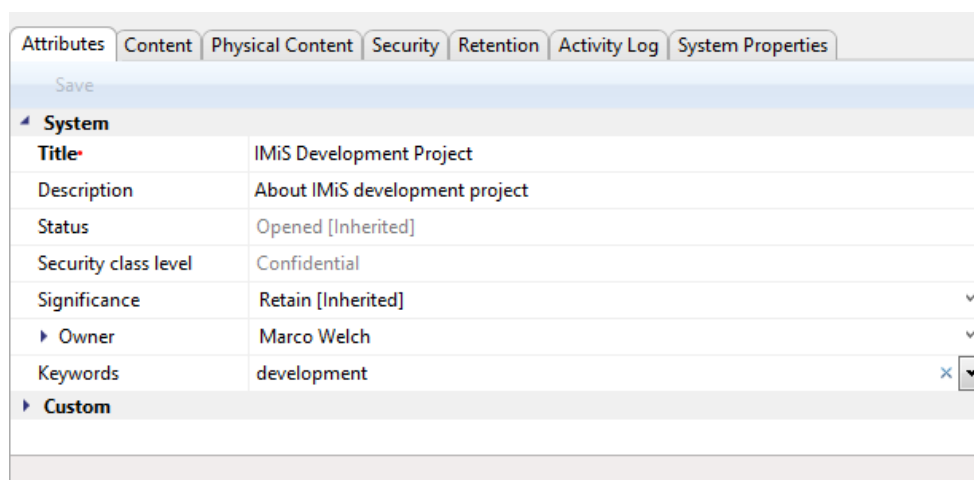 Attributes Content Physical Content Security Retention Activity Log System Properties
Save
System
Title•  IMiS Development Project
Description About IMiS development project
Status Opened [Inherited]
Security class level Confidential
Significance Retain [Inherited]
Owner Marco Welch
Keywords development
Custom